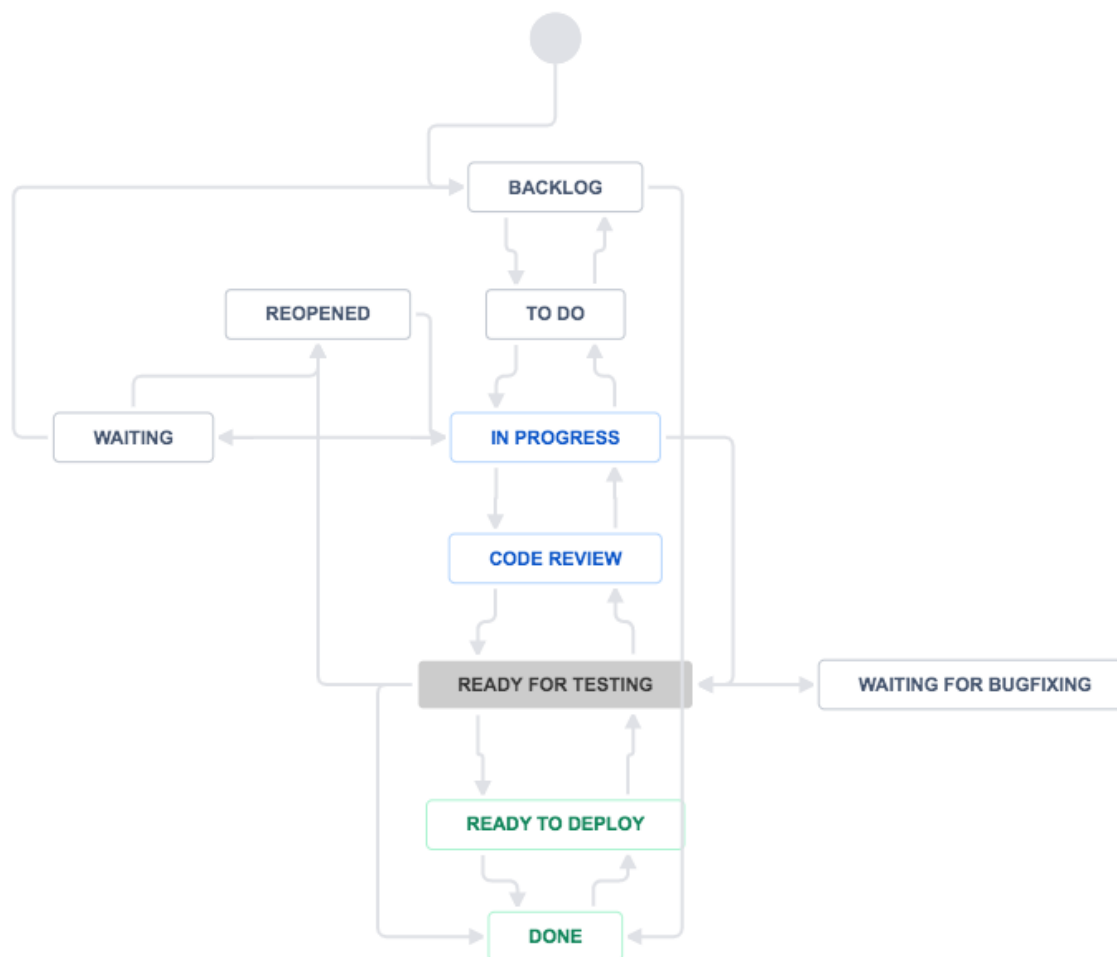 BACKLOG
REOPENED
TO DO
WAITING
IN PROGRESS
CODE REVIEW
READY FOR TESTING
WAITING FOR BUGFIXING
READY TO DEPLOY
DONE